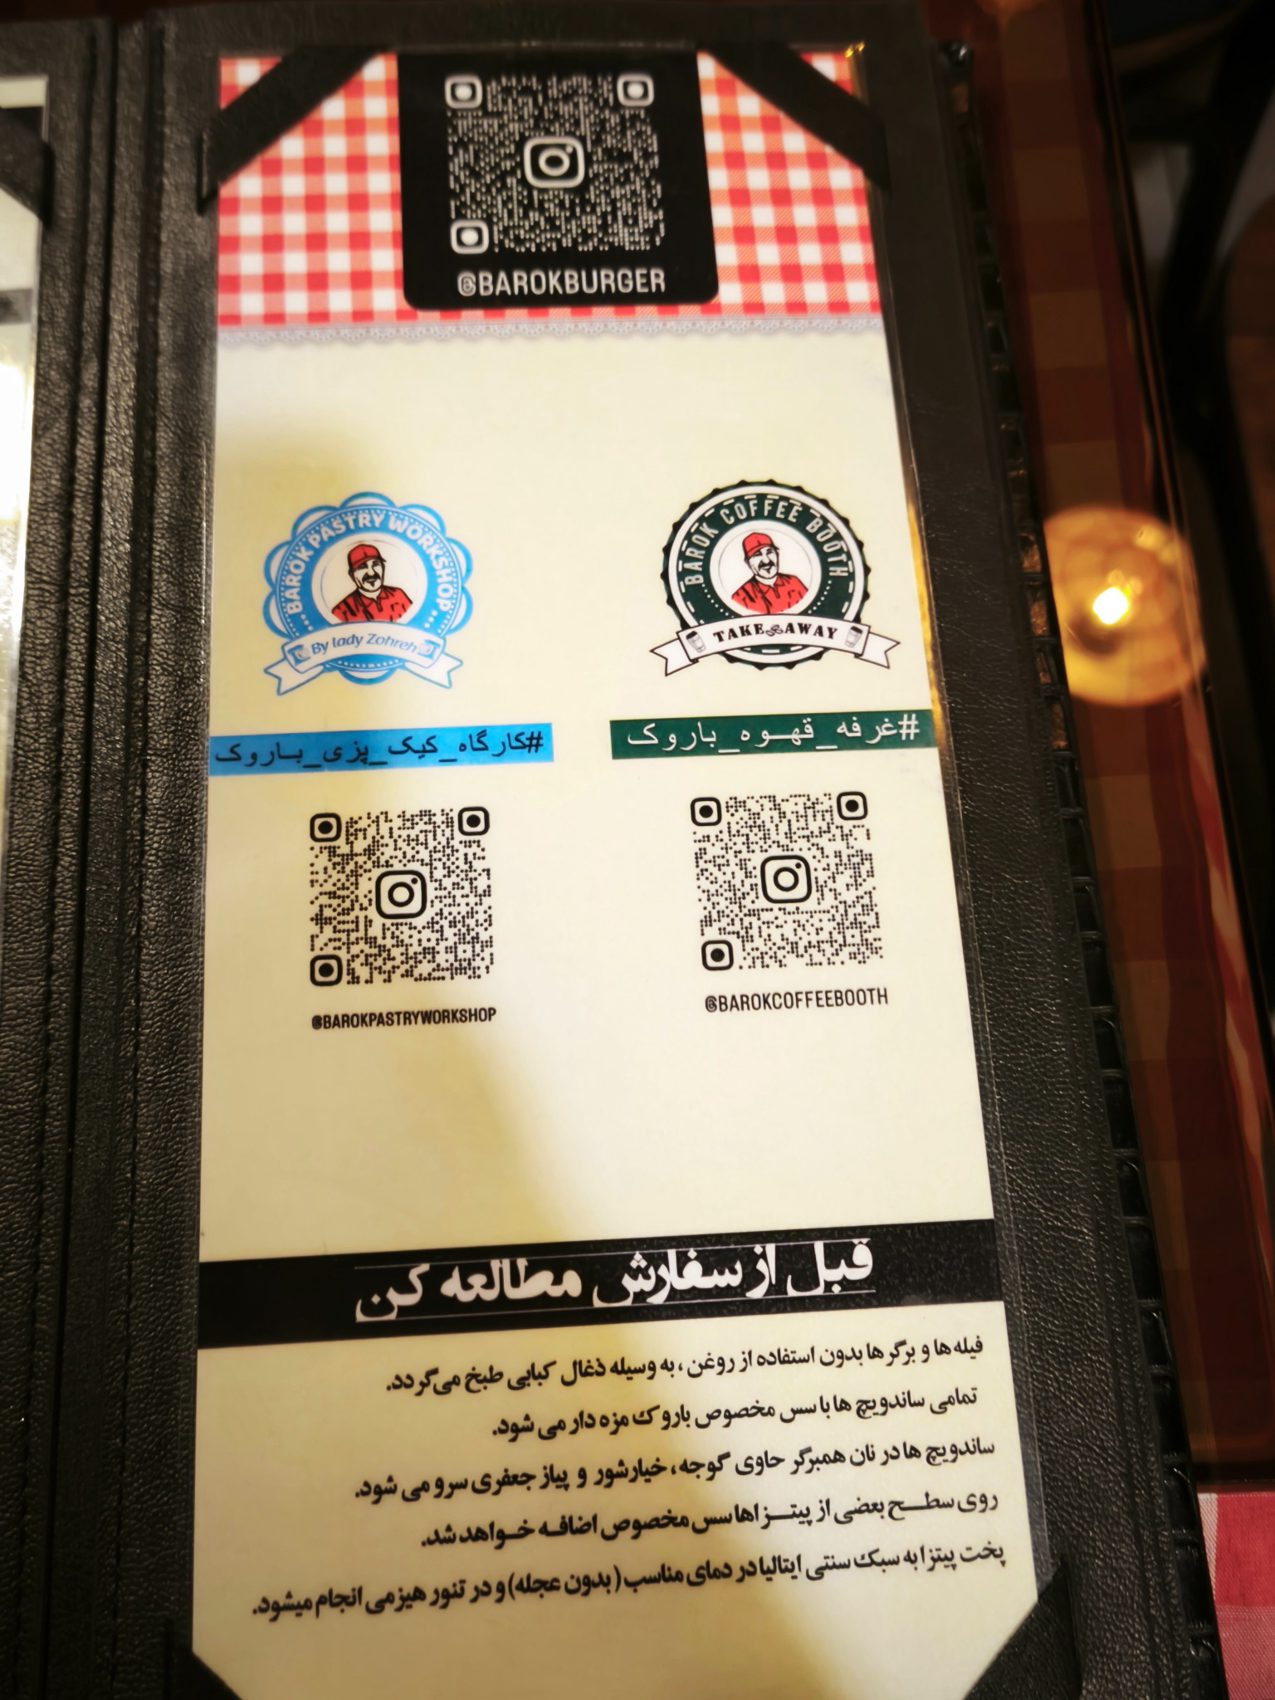 @BAROKBURGER
BAROK PASTRY WORKSHOP
By lady Zohreh
BAROK COFFEE BOOTH
TAKE AWAY
#کارگاه_کیک_پزی_باروک
#غرفه_قهوه_باروک
@BAROKPASTRYWORKSHOP
@BAROKCOFFEEBOOTH
قبل از سفارش مطالعه کن
فیله ها و برگر ها بدون استفاده از روغن ، به وسیله ذغال کبابی طبخ می‌گردد.
تمامی ساندویچ ها با سس مخصوص باروک مزه دار می شود.
ساندویچ ها در نان همبرگر حاوی گوجه ، خیارشور و پیاز جعفری سرو می شود.
روی سطح بعضی از پیتزاها سس مخصوص اضافه خواهد شد.
پخت پیتزا به سبک سنتی ایتالیا در دمای مناسب ( بدون عجله) و در تنور هیزمی انجام میشود.